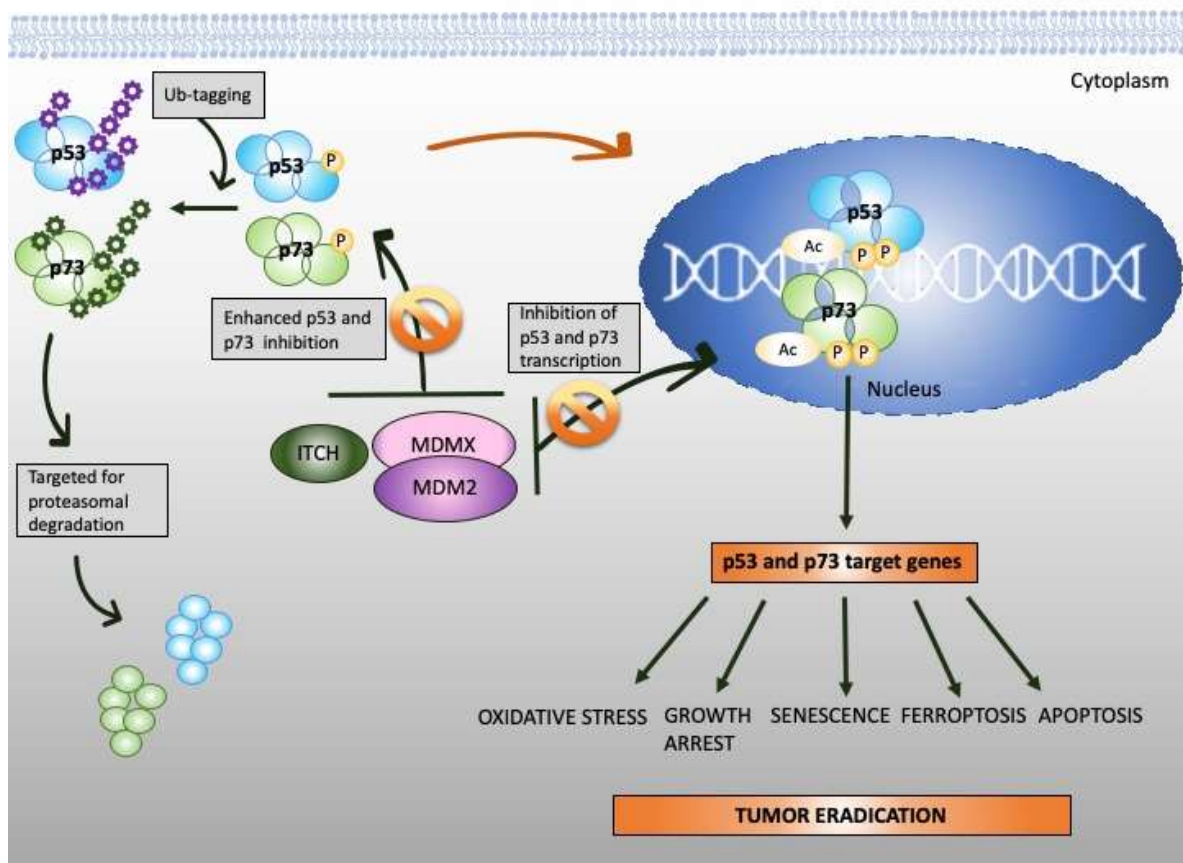 Cytoplasm
Ub-tagging
p53
p53
P
p73
p73
P
p53
Ac
P
P
p73
Ac
P
P
Nucleus
Enhanced p53 and
p73 inhibition
Inhibition of
p53 and p73
transcription
ITCH
MDMX
MDM2
Targeted for
proteasomal
degradation
p53 and p73 target genes
OXIDATIVE STRESS
GROWTH
ARREST
SENESCENCE
FERROPTOSIS
APOPTOSIS
TUMOR ERADICATION